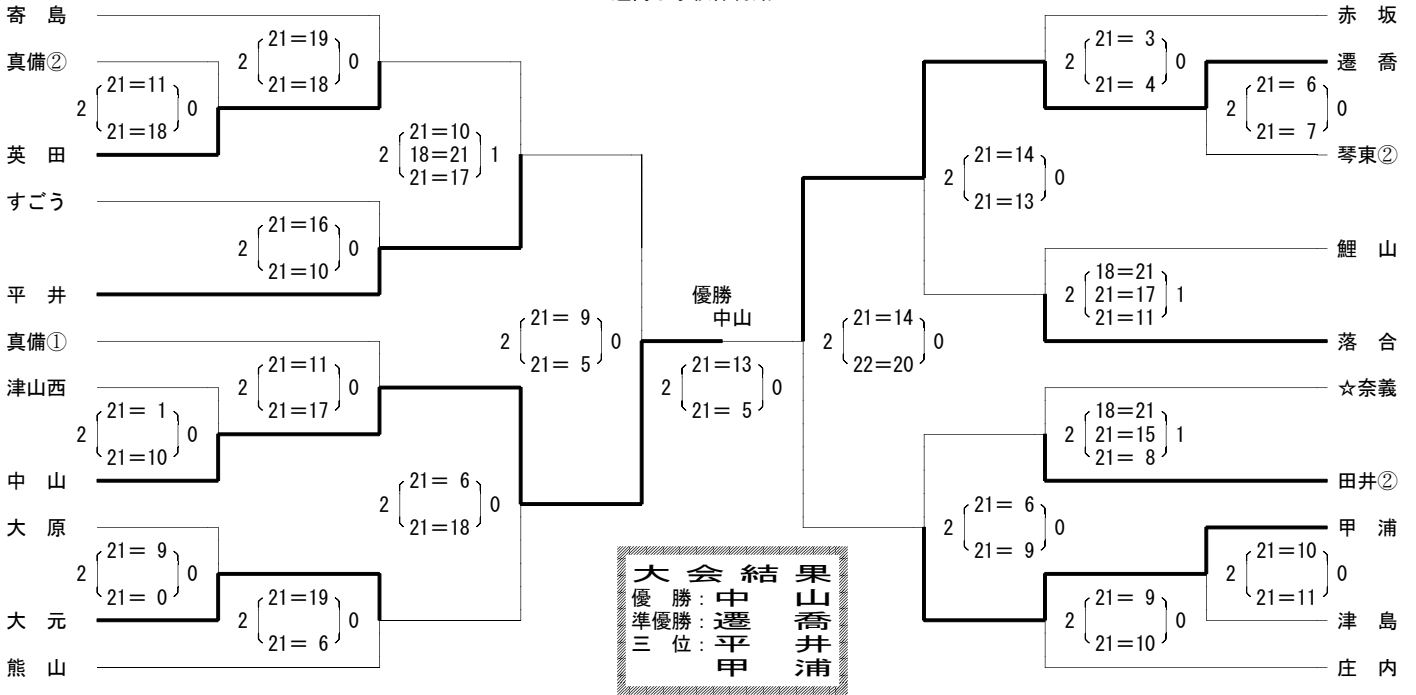 寄 島
真備②
英 田
すごう
平 井
真備①
津山西
中 山
大 原
大 元
熊 山
2 21=11 0
21=18
2 21=19 0
21=18
2 21=16 0
21=10
2 21=10 1
18=21
21=17
2 21= 1 0
21=10
2 21=11 0
21=17
2 21= 9 0
21= 0
2 21=19 0
21= 6
2 21= 6 0
21=18
2 21= 9 0
21= 5
優勝
中山
2 21=13 0
21= 5
2 21=14 0
22=20
2 21=14 0
21=13
2 21= 3 0
21= 4
2 21= 6 0
21= 7
2 18=21 1
21=17
21=11
2 18=21 1
21=15
21= 8
2 21= 6 0
21= 9
2 21= 9 0
21=10
2 21=10 0
21=11
赤 坂
遷 喬
琴東②
鯉 山
落 合
☆奈義
田井②
甲 浦
津 島
庄内
大 会 結 果
優 勝:中 山
準優勝:遷 喬
三 位:平 井
甲 浦